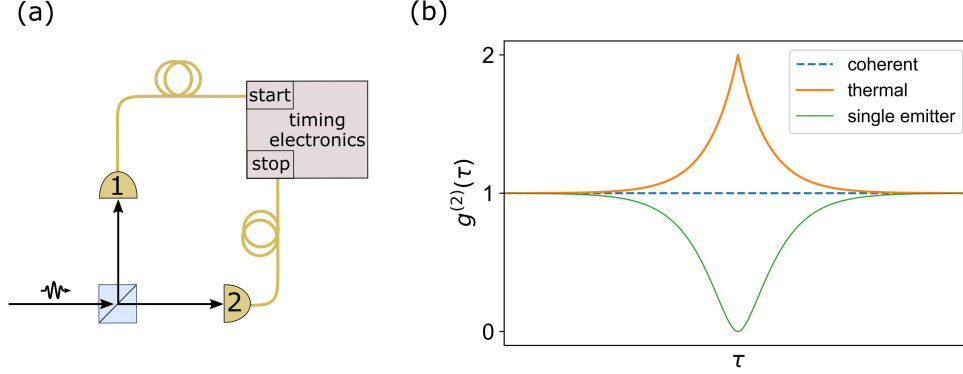 (a)
start
timing
electronics
stop
1
2
(b)
2
1
0
g(2)(τ)
τ
coherent
thermal
single emitter